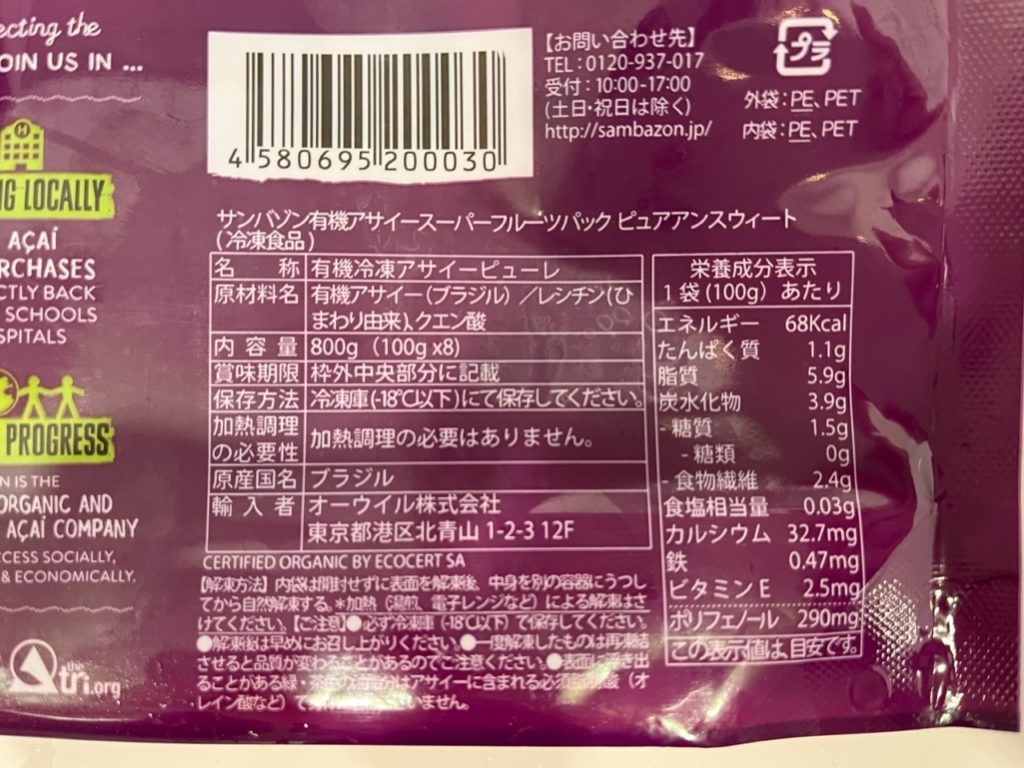 ecting the
OIN US IN ...
G LOCALLY
AÇAÍ
RCHASES
CTLY BACK
SCHOOLS
SPITALS
PROGRESS
N IS THE
ORGANIC AND
AÇAÍ COMPANY
CCESS SOCIALLY,
& ECONOMICALLY.
the
tri.org
4 580695 200030
【お問い合わせ先】
TEL:0120-937-017
受付:10:00-17:00
(土日・祝日は除く)
http://sambazon.jp/
プラ
外袋:PE、PET
内袋:PE、PET
サンバゾン有機アサイースーパーフルーツパック ピュアアンスウィート
(冷凍食品)
名 称 有機冷凍アサイーピューレ
原材料名 有機アサイー(ブラジル)／レシチン(ひ
まわり由来)、クエン酸
内容量 800g (100g x8)
賞味期限 枠外中央部分に記載
保存方法 冷凍庫(-18℃以下)にて保存してください。
加熱調理
の必要性 加熱調理の必要はありません。
原産国名 ブラジル
輸入者 オーウイル株式会社
東京都港区北青山 1-2-3 12F
CERTIFIED ORGANIC BY ECOCERT SA
【解凍方法】内袋は開封せずに表面を解凍後、中身を別の容器にうつし
てから自然解凍する。*加熱(湯煎、電子レンジなど)による解凍はさ
けてください。【ご注意】●必ず冷凍庫(-18℃以下)で保存してください。
●解凍後は早めにお召し上がりください。●一度解凍したものは再凍結
させると品質が変わることがあるのでご注意ください。●表面に浮き出
ることがある緑・茶色の部分はアサイーに含まれる必須脂肪酸(オ
レイン酸など)で いません。
栄養成分表示
1袋(100g)あたり
エネルギー 68Kcal
たんぱく質 1.1g
脂質 5.9g
炭水化物 3.9g
- 糖質 1.5g
- 糖類 0g
- 食物繊維 2.4g
食塩相当量 0.03g
カルシウム 32.7mg
鉄 0.47mg
ビタミンE 2.5mg
ポリフェノール 290mg
この表示値は、目安です。